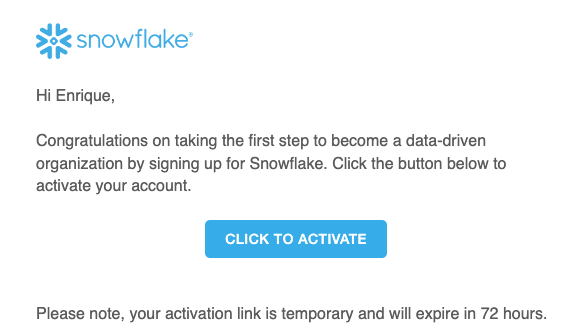 snowflake®
Hi Enrique,
Congratulations on taking the first step to become a data-driven
organization by signing up for Snowflake. Click the button below to
activate your account.
CLICK TO ACTIVATE
Please note, your activation link is temporary and will expire in 72 hours.